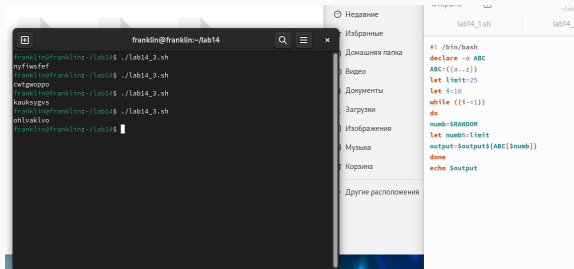 franklin@franklin:~/lab14
franklin@franklin:~/lab14$ ./lab14_3.sh
nyfiwsfef
franklin@franklin:~/lab14$ ./lab14_3.sh
cwtgwoppo
franklin@franklin:~/lab14$ ./lab14_3.sh
kauksygvs
franklin@franklin:~/lab14$ ./lab14_3.sh
ohlvaklvo
franklin@franklin:~/lab14$
Недавние
Избранные
Домашняя папка
Видео
Документы
Загрузки
Изображения
Музыка
Корзина
Другие расположения
lab14_1.sh
#! /bin/bash
declare -a ABC
ABC=({a..z})
let limit=25
let i=10
while ((i-=1))
do
numb=$RANDOM
let numb%=limit
output=$output${ABC[$numb]}
done
echo $output